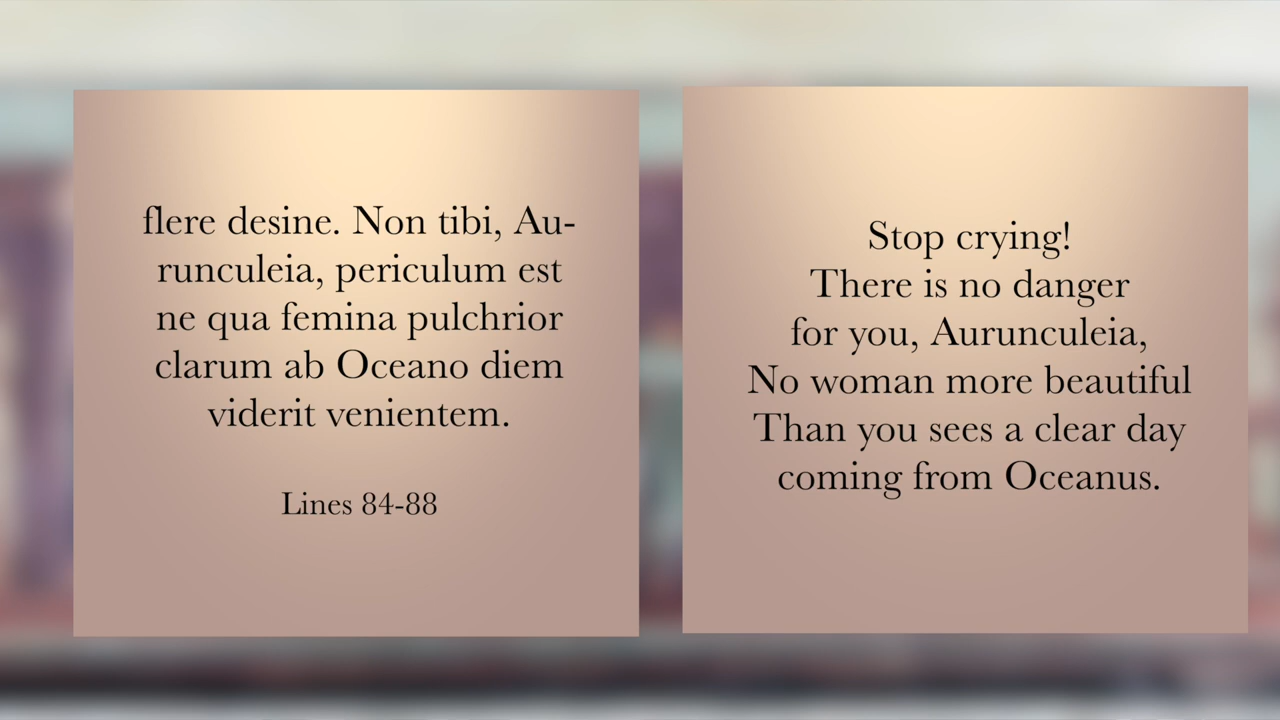 flere desine. Non tibi, Au-
runculeia, periculum est
ne qua femina pulchrior
clarum ab Oceano diem
viderit venientem.
Lines 84-88
Stop crying!
There is no danger
for you, Aurunculeia,
No woman more beautiful
Than you sees a clear day
coming from Oceanus.